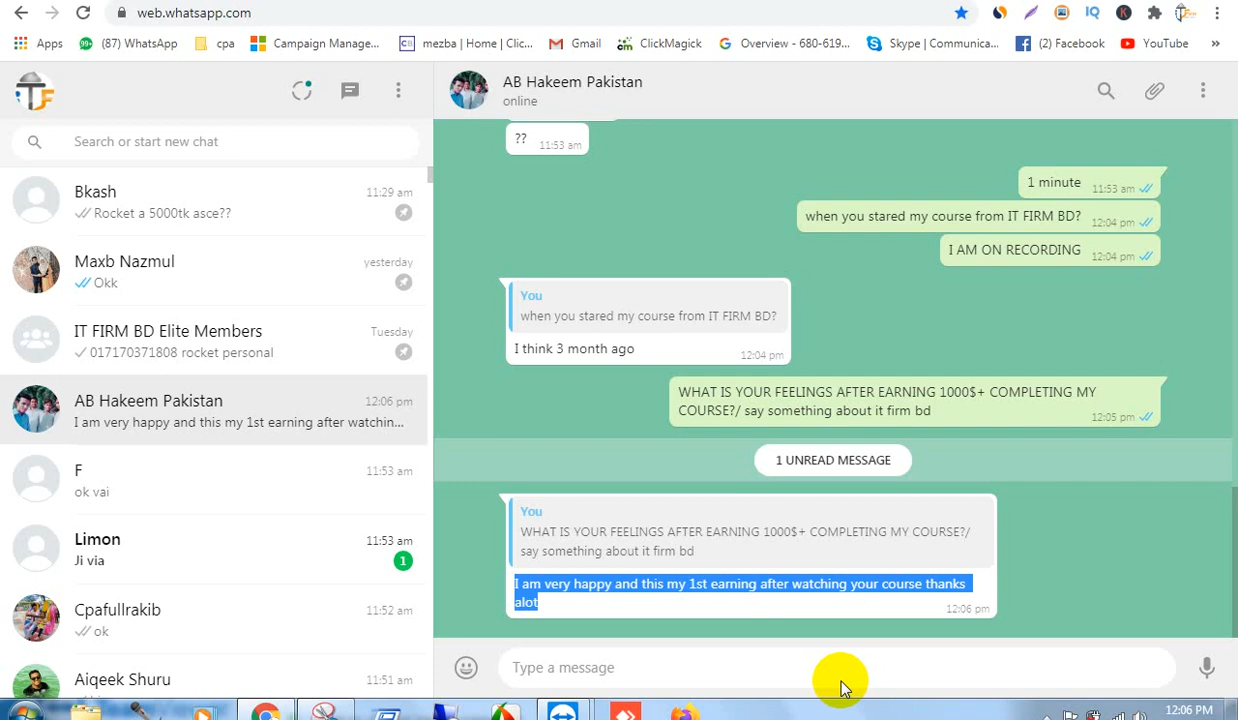 web.whatsapp.com
Apps
(87) WhatsApp
cpa
Campaign Manage...
mezba | Home | Clic...
Gmail
ClickMagick
Overview - 680-619...
Skype | Communica...
(2) Facebook
YouTube
»
TF
AB Hakeem Pakistan
online
Search or start new chat
??
11:53 am
Bkash
11:29 am
Rocket a 5000tk asce??
1 minute
11:53 am
when you stared my course from IT FIRM BD?
12:04 pm
I AM ON RECORDING
12:04 pm
Maxb Nazmul
yesterday
Okk
You
when you stared my course from IT FIRM BD?
I think 3 month ago
12:04 pm
IT FIRM BD Elite Members
Tuesday
017170371808 rocket personal
AB Hakeem Pakistan
12:06 pm
I am very happy and this my 1st earning after watchin...
WHAT IS YOUR FEELINGS AFTER EARNING 1000$+ COMPLETING MY
COURSE?/ say something about it firm bd
12:05 pm
1 UNREAD MESSAGE
F
11:53 am
ok vai
You
WHAT IS YOUR FEELINGS AFTER EARNING 1000$+ COMPLETING MY COURSE?/
say something about it firm bd
I am very happy and this my 1st earning after watching your course thanks
alot
12:06 pm
Limon
11:53 am
Ji via
1
Cpafullrakib
11:52 am
ok
Aiqeek Shuru
11:51 am
Type a message
12:06 PM